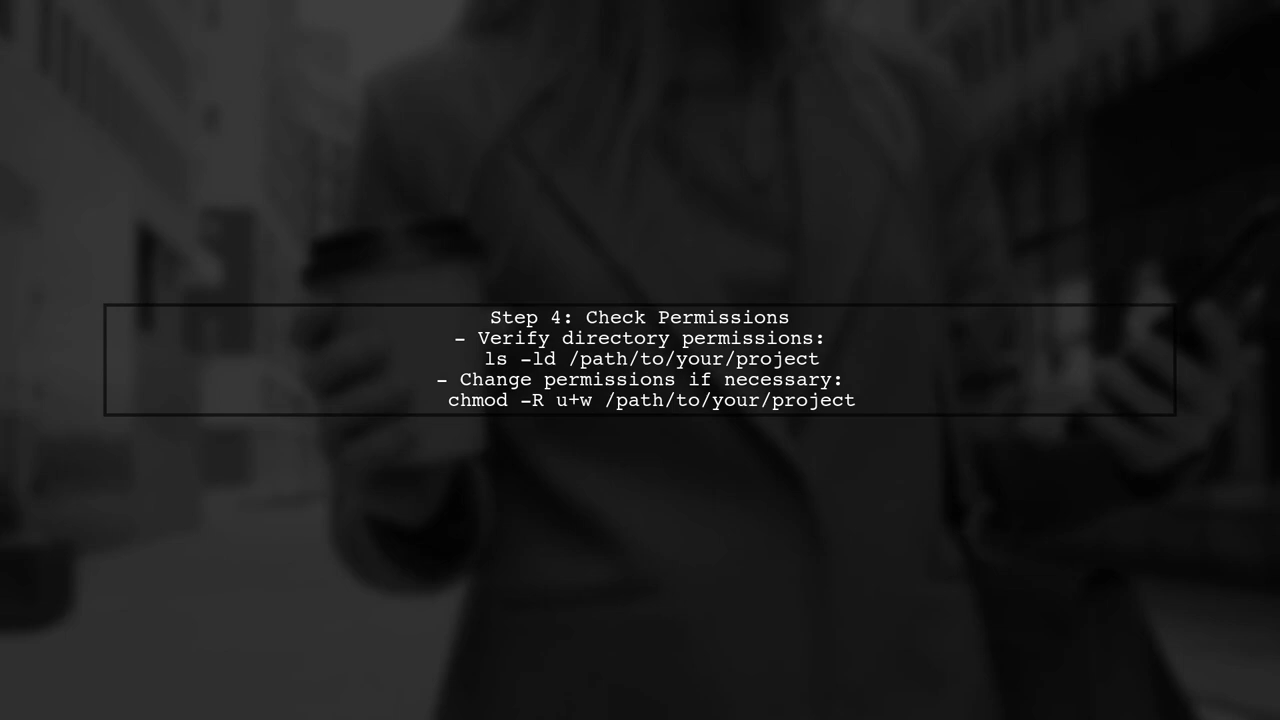 Step 4: Check Permissions
- Verify directory permissions:
ls -ld /path/to/your/project
- Change permissions if necessary:
chmod -R u+w /path/to/your/project